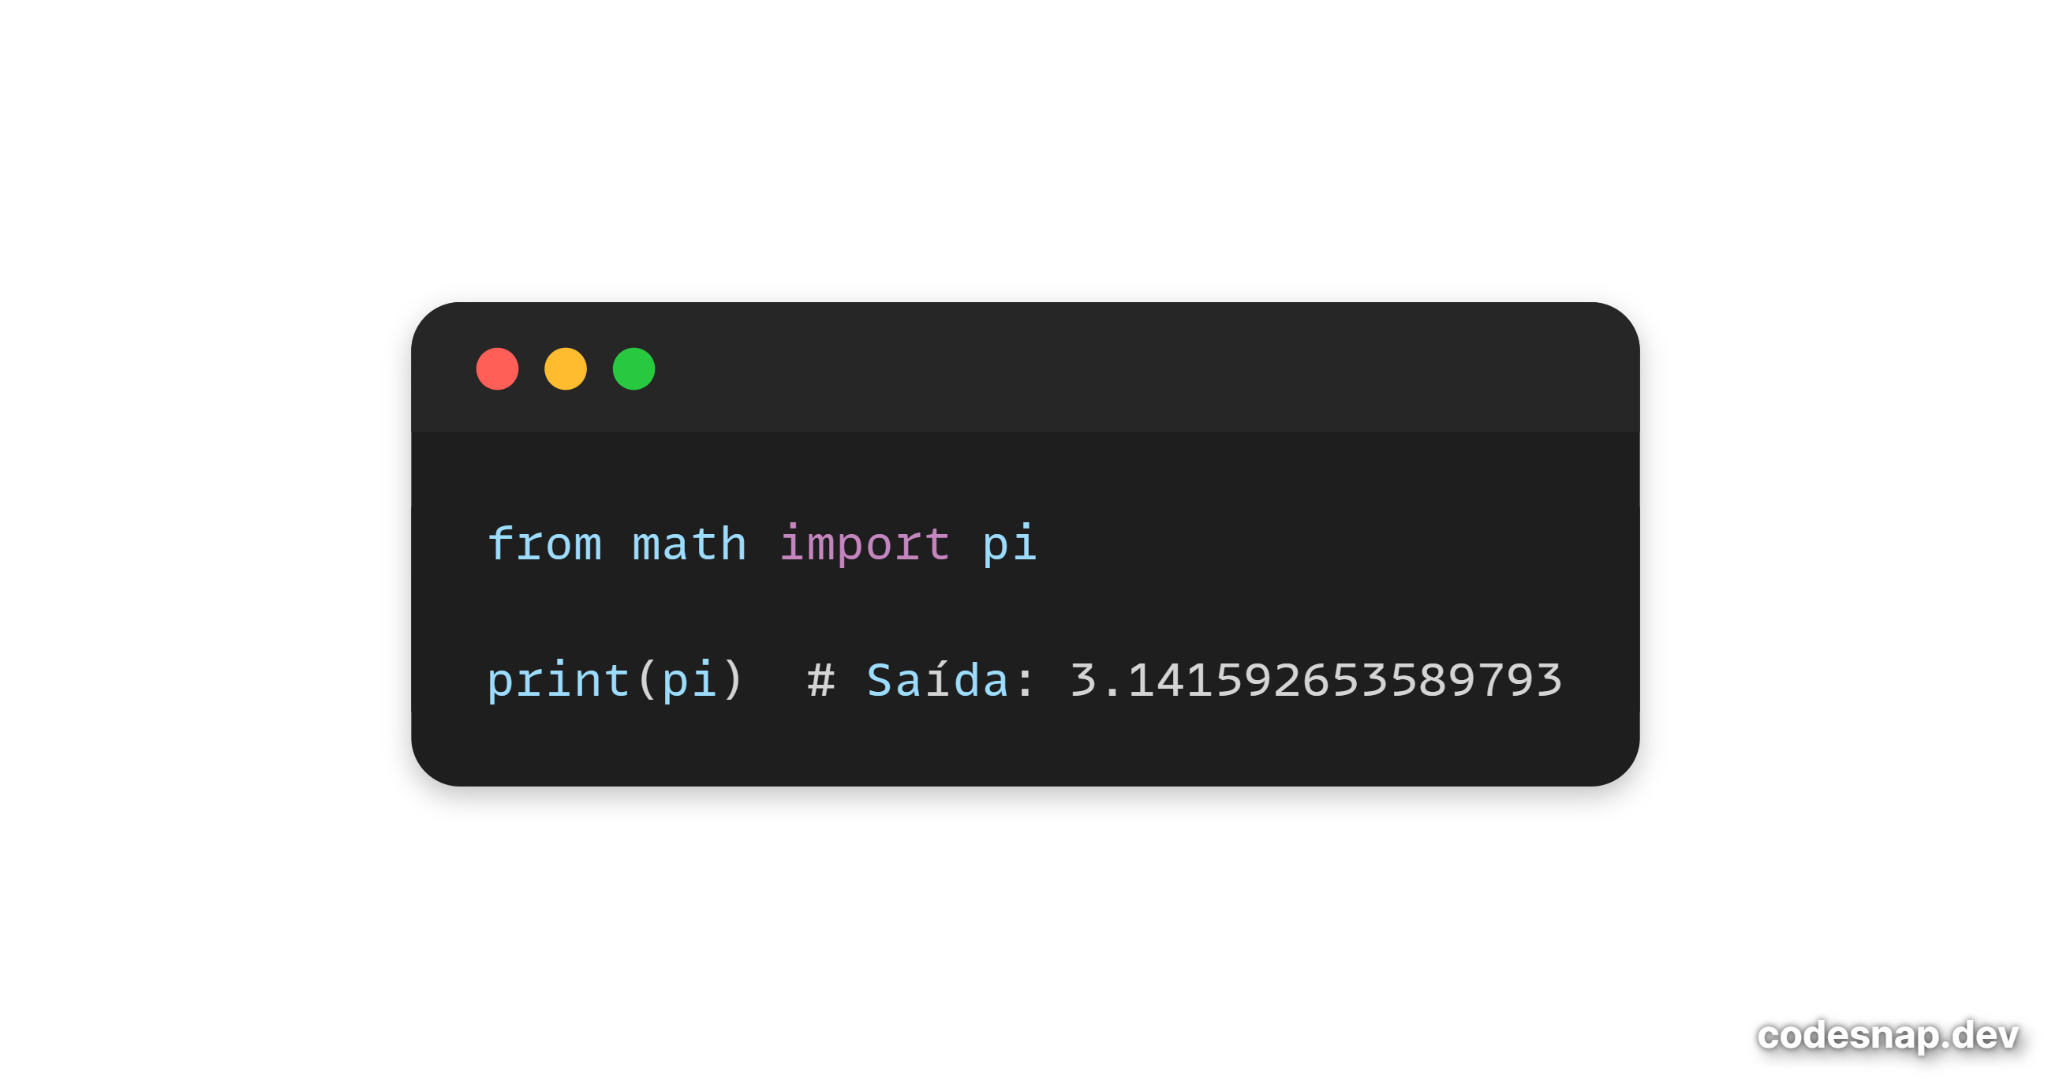 from math import pi
print(pi)  # Saída: 3.141592653589793
codesnap.dev